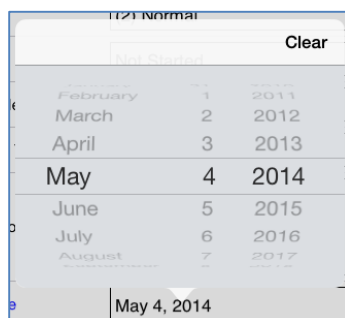 (2) Normal
Not Started
Clear
February 1 2011
March 2 2012
April 3 2013
May 4 2014
June 5 2015
July 6 2016
August 7 2017
May 4, 2014